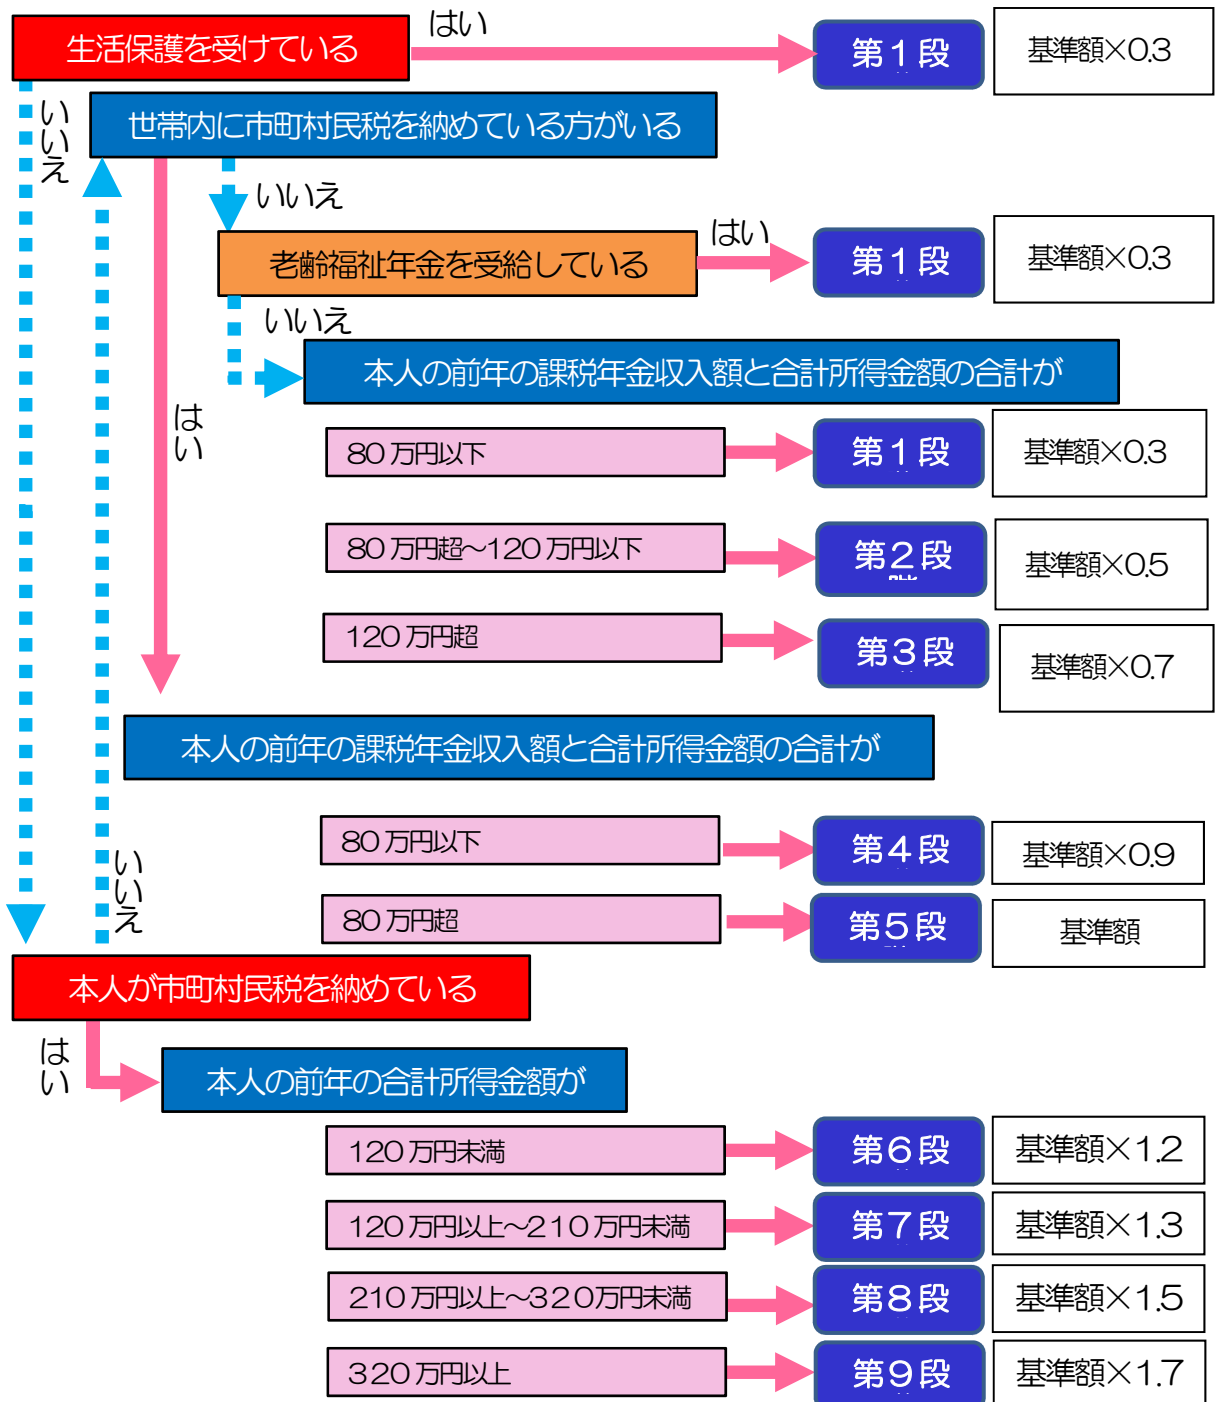 生活保護を受けている
はい
第1段
基準額×0.3
いいえ
世帯内に市町村民税を納めている方がいる
いいえ
老齢福祉年金を受給している
はい
第1段
基準額×0.3
いいえ
本人の前年の課税年金収入額と合計所得金額の合計が
はい
80万円以下
第1段
基準額×0.3
80万円超～120万円以下
第2段
基準額×0.5
120万円超
第3段
基準額×0.7
本人の前年の課税年金収入額と合計所得金額の合計が
80万円以下
第4段
基準額×0.9
いいえ
80万円超
第5段
基準額
本人が市町村民税を納めている
はい
本人の前年の合計所得金額が
120万円未満
第6段
基準額×1.2
120万円以上～210万円未満
第7段
基準額×1.3
210万円以上～320万円未満
第8段
基準額×1.5
320万円以上
第9段
基準額×1.7